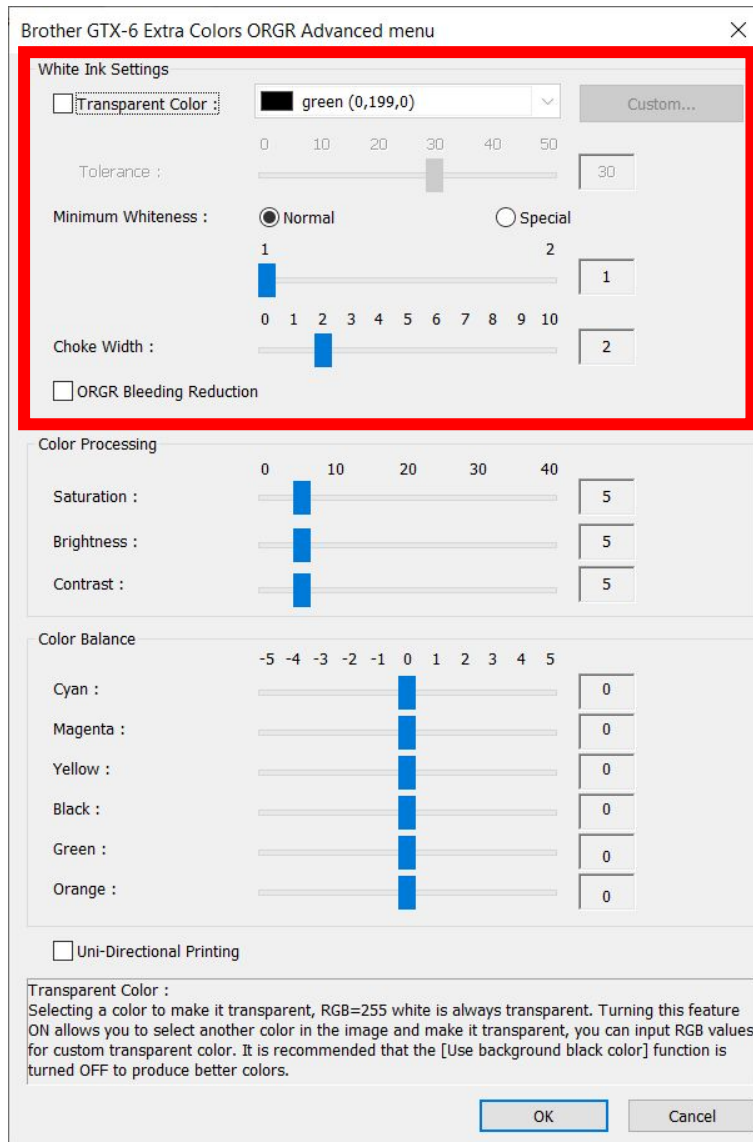 Brother GTX-6 Extra Colors ORGR Advanced menu
White Ink Settings
Transparent Color : green (0,199,0) Custom...
0 10 20 30 40 50
Tolerance : 30
Minimum Whiteness : Normal Special
1 2
1
0 1 2 3 4 5 6 7 8 9 10
Choke Width : 2
ORGR Bleeding Reduction
Color Processing
0 10 20 30 40
Saturation : 5
Brightness : 5
Contrast : 5
Color Balance
-5 -4 -3 -2 -1 0 1 2 3 4 5
Cyan : 0
Magenta : 0
Yellow : 0
Black : 0
Green : 0
Orange : 0
Uni-Directional Printing
Transparent Color :
Selecting a color to make it transparent, RGB=255 white is always transparent. Turning this feature
ON allows you to select another color in the image and make it transparent, you can input RGB values
for custom transparent color. It is recommended that the [Use background black color] function is
turned OFF to produce better colors.
OK Cancel